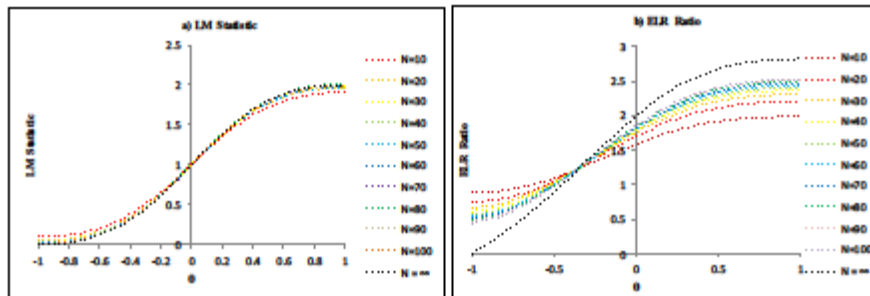 a) LM Statistic
LM Statistic
2.5
2
1.5
1
0.5
0
-1 -0.8 -0.6 -0.4 -0.2 0 0.2 0.4 0.6 0.8 1
θ
N=10
N=20
N=30
N=40
N=50
N=60
N=70
N=80
N=90
N=100
N = ∞
b) ELR Ratio
ELR Ratio
3
2.5
2
1.5
1
0.5
0
-1 -0.5 0 0.5 1
θ
N=10
N=20
N=30
N=40
N=50
N=60
N=70
N=80
N=90
N=100
N = ∞